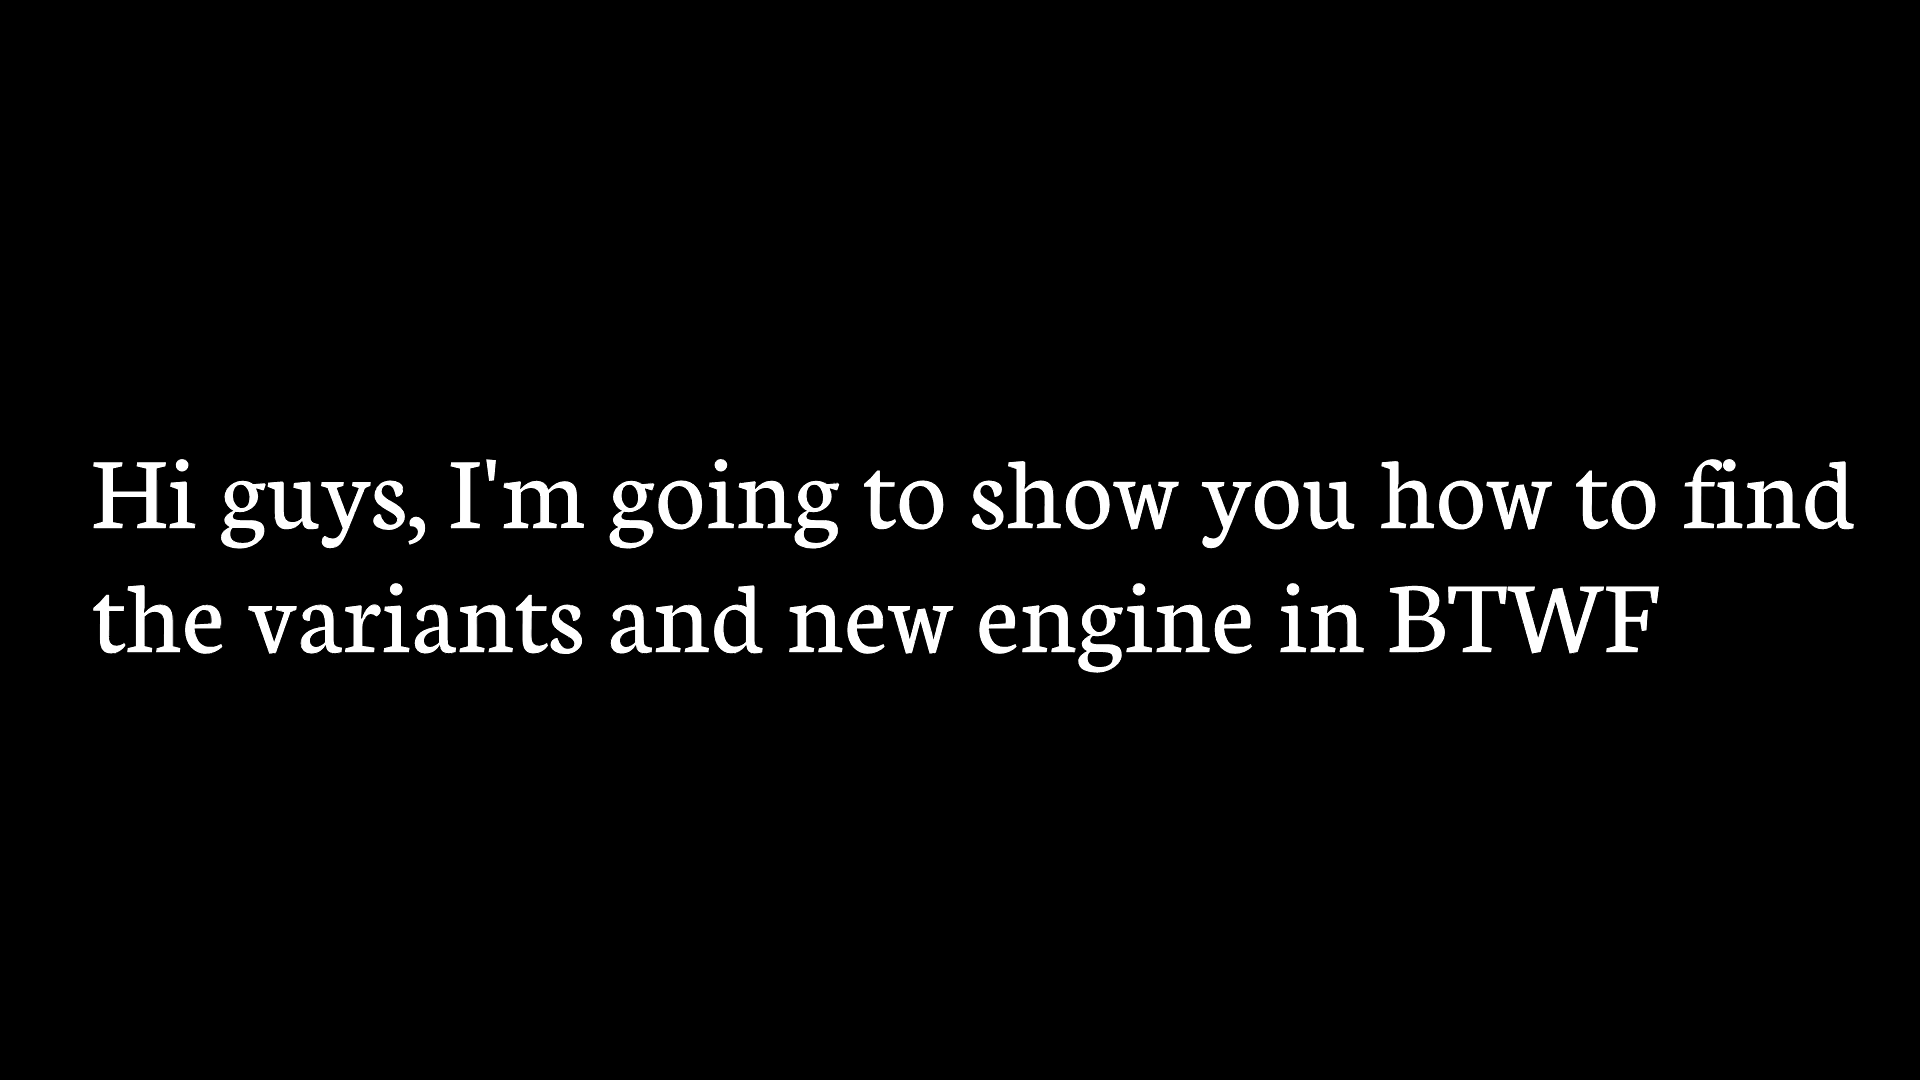 Hi guys, I'm going to show you how to find
the variants and new engine in BTWF